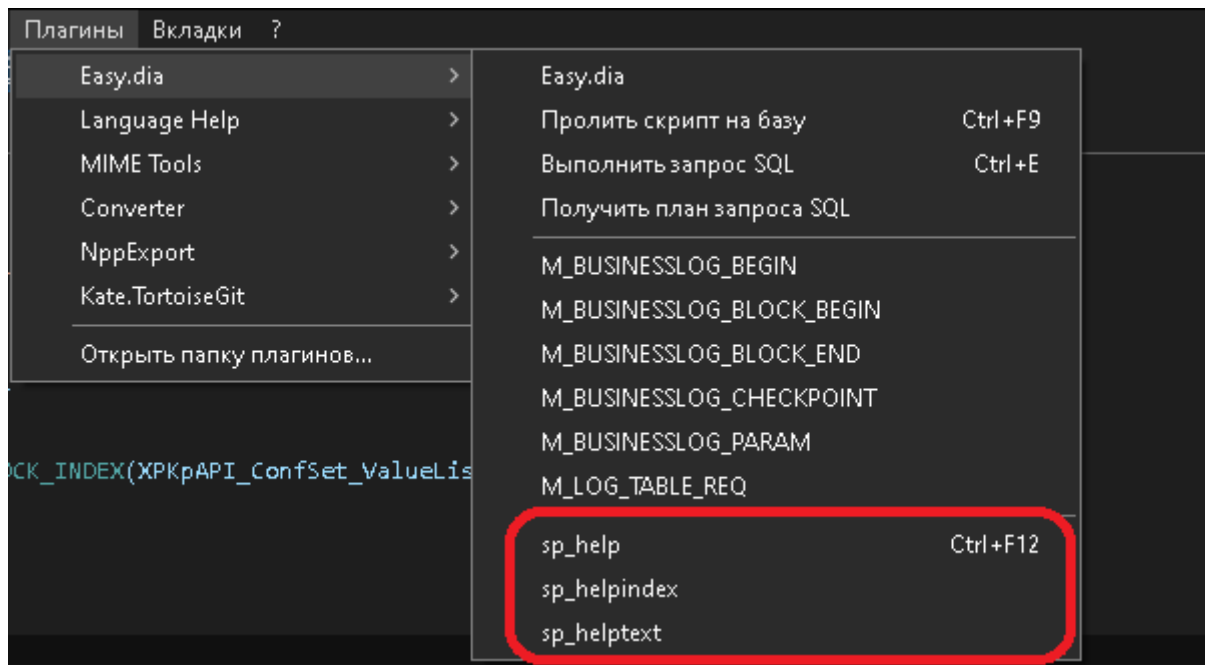 Плагины Вкладки ?
Easy.dia
Language Help
MIME Tools
Converter
NppExport
Kate.TortoiseGit
Открыть папку плагинов...
Easy.dia
Пролить скрипт на базу Ctrl+F9
Выполнить запрос SQL Ctrl+E
Получить план запроса SQL
M_BUSINESSLOG_BEGIN
M_BUSINESSLOG_BLOCK_BEGIN
M_BUSINESSLOG_BLOCK_END
M_BUSINESSLOG_CHECKPOINT
M_BUSINESSLOG_PARAM
M_LOG_TABLE_REQ
sp_help Ctrl+F12
sp_helpindex
sp_helptext
CK_INDEX(XPKpAPI_ConfSet_ValueLis